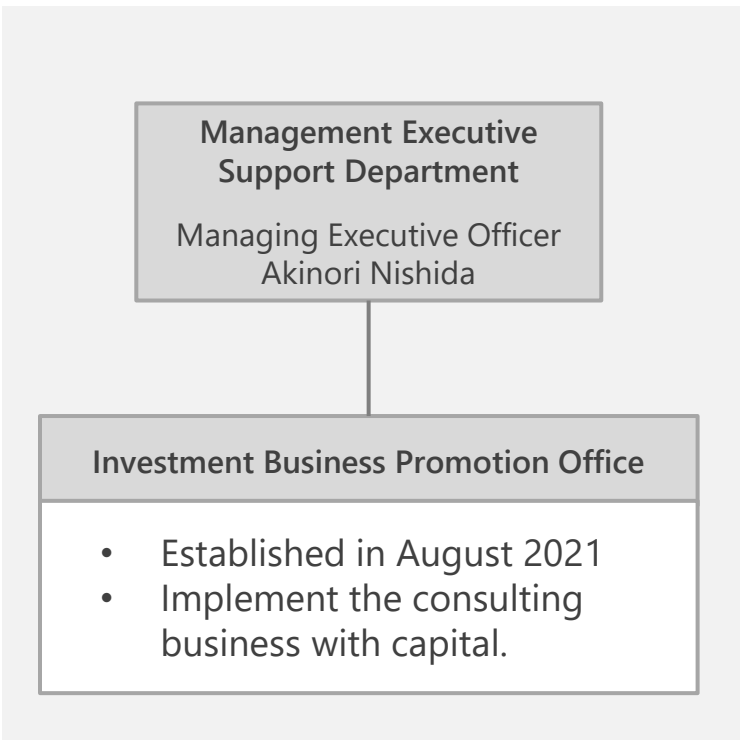 Management Executive
Support Department
Managing Executive Officer
Akinori Nishida
Investment Business Promotion Office
• Established in August 2021
• Implement the consulting
business with capital.